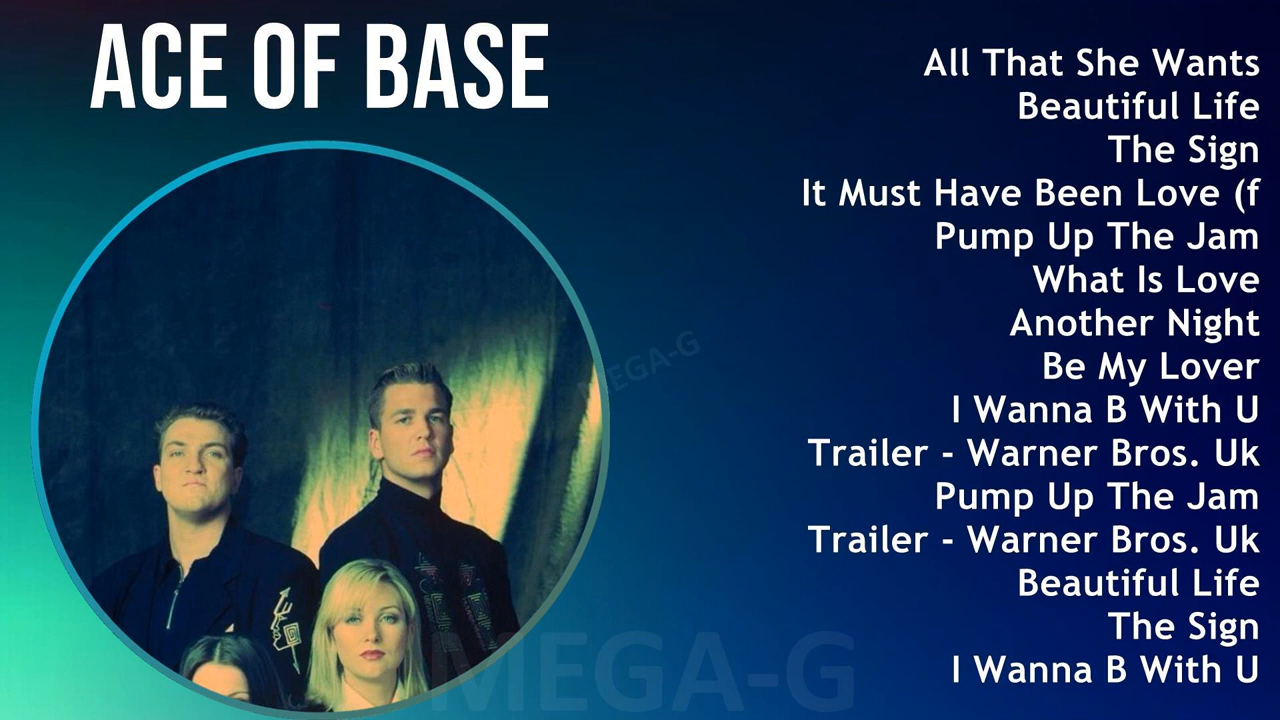 ACE OF BASE
All That She Wants
Beautiful Life
The Sign
It Must Have Been Love (f
Pump Up The Jam
What Is Love
Another Night
Be My Lover
I Wanna B With U
Trailer - Warner Bros. Uk
Pump Up The Jam
Trailer - Warner Bros. Uk
Beautiful Life
The Sign
I Wanna B With U
MEGA-G
MEGA-G